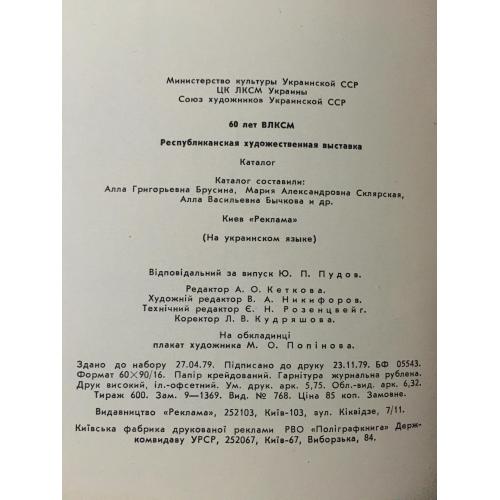 Министерство культуры Украинской ССР
ЦК ЛКСМ Украины
Союз художников Украинской ССР
60 лет ВЛКСМ
Республиканская художественная выставка
Каталог
Каталог составили:
Алла Григорьевна Брусина, Мария Александровна Склярская,
Алла Васильевна Бычкова и др.
Киев «Реклама»
(На украинском языке)
Відповідальний за випуск Ю. П. Пудов.
Редактор А. О. Кеткова.
Художній редактор В. А. Никифоров.
Технічний редактор Є. Н. Розенцвейг.
Коректор Л. В. Кудряшова.
На обкладинці
плакат художника М. О. Попінова.
Здано до набору 27.04.79. Підписано до друку 23.11.79. БФ 05543.
Формат 60×90/16. Папір крейдований. Гарнітура журнальна рублена.
Друк високий, іл.-офсетний. Ум. друк. арк. 5,75. Обл.-вид. арк. 6,32.
Тираж 600. Зам. 9—1369. Вид. № 768. Ціна 85 коп. Замовне.
Видавництво «Реклама», 252103, Київ-103, вул. Кіквідзе, 7/11.
Київська фабрика друкованої реклами РВО «Поліграфкнига» Держ-
комвидаву УРСР, 252067, Київ-67, Виборзька, 84.